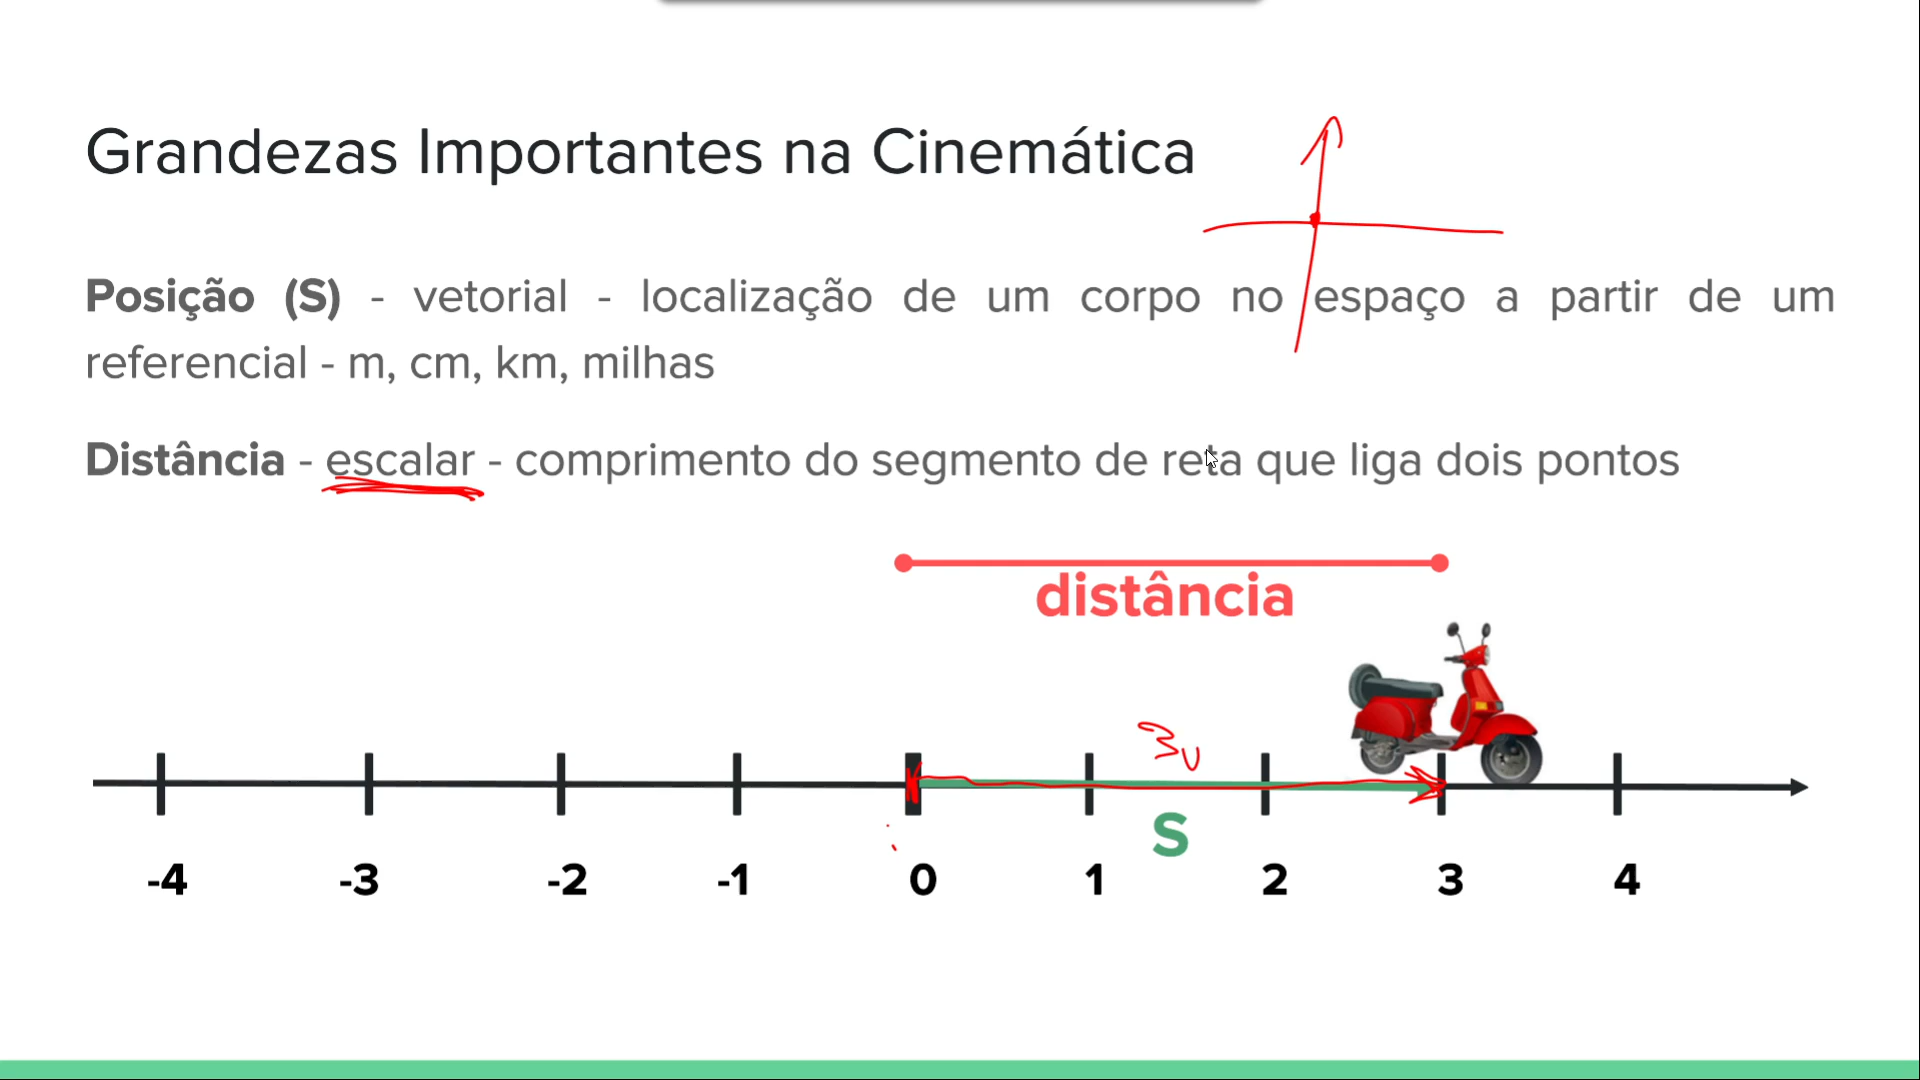 Grandezas Importantes na Cinemática
Posição (S) - vetorial - localização de um corpo no espaço a partir de um
referencial - m, cm, km, milhas
Distância - escalar - comprimento do segmento de reta que liga dois pontos
distância
3u
S
-4 -3 -2 -1 0 1 2 3 4